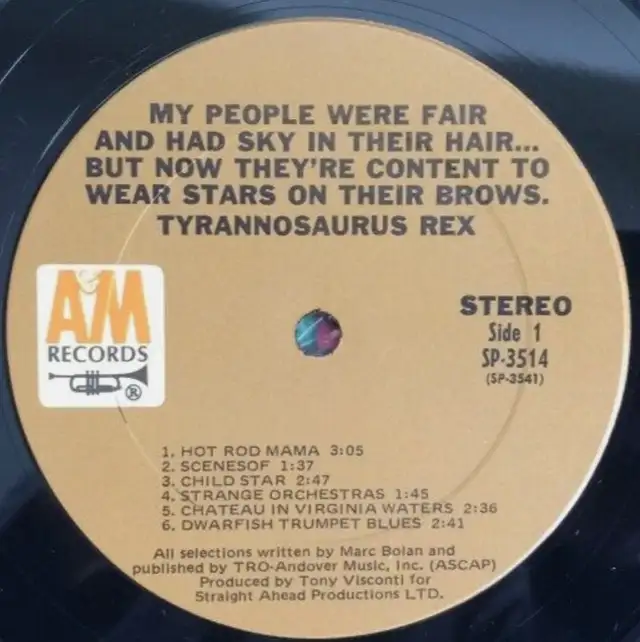 MY PEOPLE WERE FAIR
AND HAD SKY IN THEIR HAIR...
BUT NOW THEY'RE CONTENT TO
WEAR STARS ON THEIR BROWS.
TYRANNOSAURUS REX
A&M
RECORDS
®
STEREO
Side 1
SP-3514
(SP-3541)
1. HOT ROD MAMA 3:05
2. SCENESOF 1:37
3. CHILD STAR 2:47
4. STRANGE ORCHESTRAS 1:45
5. CHATEAU IN VIRGINIA WATERS 2:36
6. DWARFISH TRUMPET BLUES 2:41
All selections written by Marc Bolan and
published by TRO-Andover Music, Inc. (ASCAP)
Produced by Tony Visconti for
Straight Ahead Productions LTD.